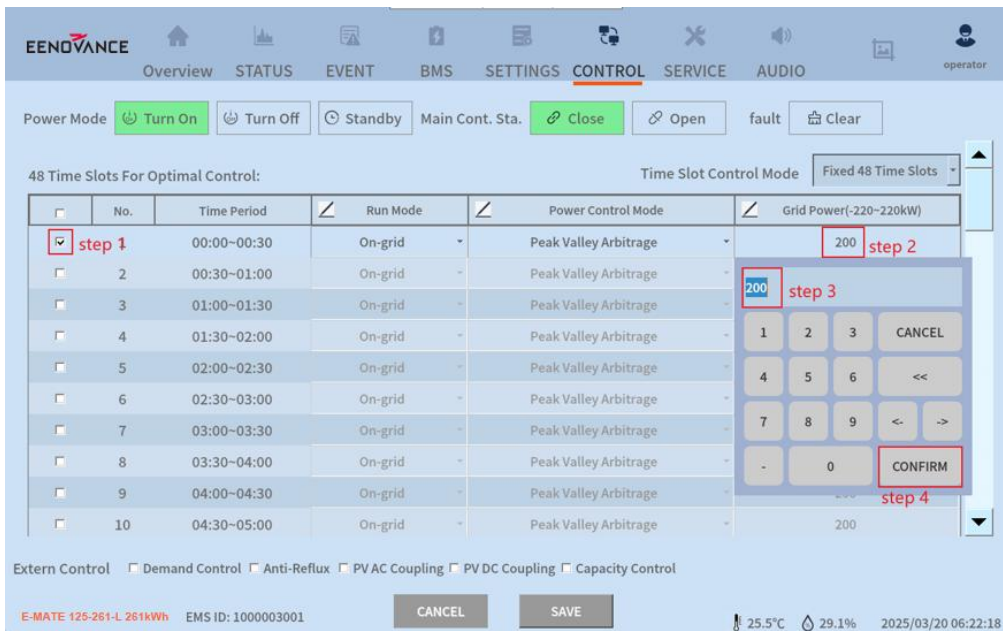 EENOVANCE
Overview STATUS EVENT BMS SETTINGS CONTROL SERVICE AUDIO operator
Power Mode Turn On Turn Off Standby Main Cont. Sta. Close Open fault Clear
48 Time Slots For Optimal Control: Time Slot Control Mode Fixed 48 Time Slots
No. Time Period Run Mode Power Control Mode Grid Power(-220~220kW)
step 1 00:00~00:30 On-grid Peak Valley Arbitrage 200 step 2
2 00:30~01:00 On-grid Peak Valley Arbitrage
3 01:00~01:30 On-grid Peak Valley Arbitrage
4 01:30~02:00 On-grid Peak Valley Arbitrage
5 02:00~02:30 On-grid Peak Valley Arbitrage
6 02:30~03:00 On-grid Peak Valley Arbitrage
7 03:00~03:30 On-grid Peak Valley Arbitrage
8 03:30~04:00 On-grid Peak Valley Arbitrage
9 04:00~04:30 On-grid Peak Valley Arbitrage
10 04:30~05:00 On-grid Peak Valley Arbitrage 200
200 step 3
1 2 3 CANCEL
4 5 6 <<
7 8 9 <- ->
- 0 CONFIRM
step 4
Extern Control Demand Control Anti-Reflux PV AC Coupling PV DC Coupling Capacity Control
E-MATE 125-261-L 261kWh EMS ID: 1000003001 CANCEL SAVE 25.5°C 29.1% 2025/03/20 06:22:18